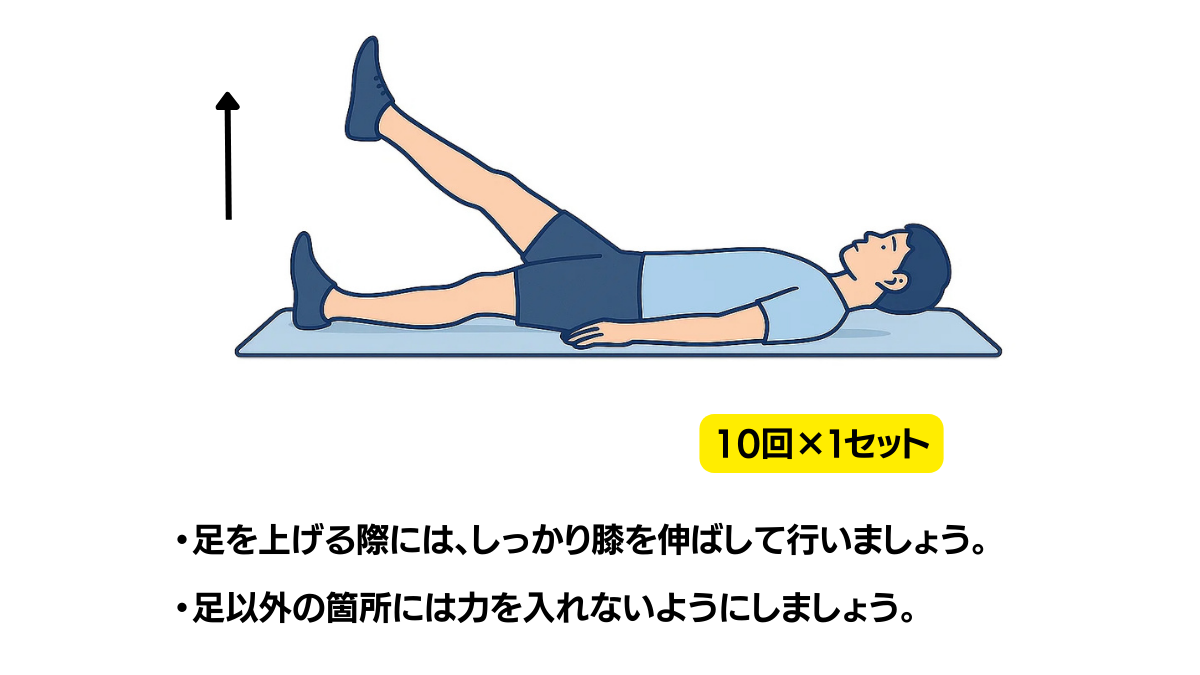 10回×1セット
・足を上げる際には、しっかり膝を伸ばして行いましょう。
・足以外の箇所には力を入れないようにしましょう。